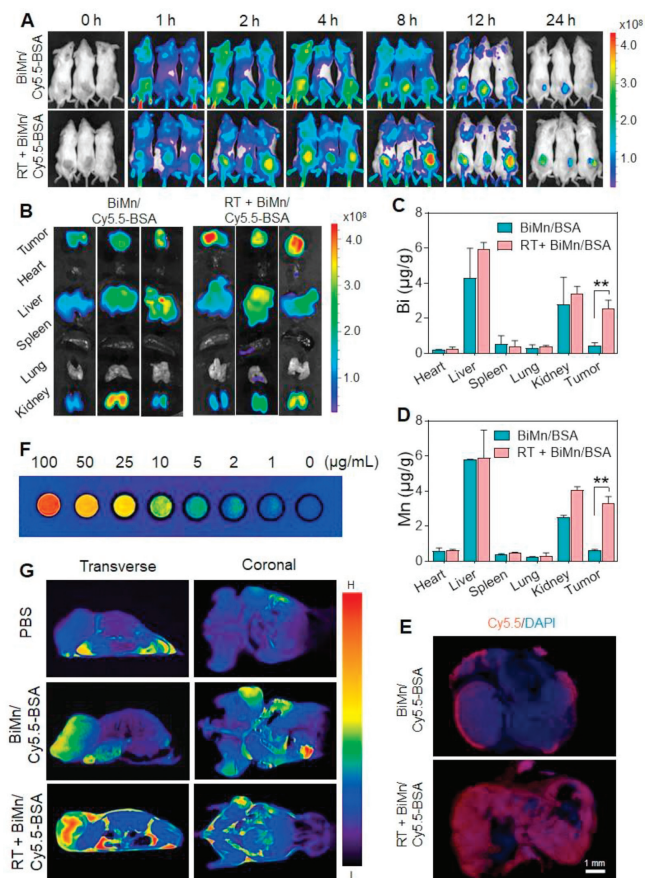 A
0 h 1 h 2 h 4 h 8 h 12 h 24 h
BiMn/
Cy5.5-BSA
RT + BiMn/
Cy5.5-BSA
x10⁸
4.0
3.0
2.0
1.0
B
BiMn/
Cy5.5-BSA
RT + BiMn/
Cy5.5-BSA
Tumor
Heart
Liver
Spleen
Lung
Kidney
x10⁸
4.0
3.0
2.0
1.0
C
BiMn/BSA
RT+ BiMn/BSA
Bi (µg/g)
8
6
4
2
0
**
Heart
Liver
Spleen
Lung
Kidney
Tumor
D
BiMn/BSA
RT + BiMn/BSA
Mn (µg/g)
9
6
3
0
**
Heart
Liver
Spleen
Lung
Kidney
Tumor
F
100 50 25 10 5 2 1 0 (µg/mL)
G
Transverse
Coronal
PBS
BiMn/
Cy5.5-BSA
RT + BiMn/
Cy5.5-BSA
H
L
E
Cy5.5/DAPI
BiMn/
Cy5.5-BSA
RT + BiMn/
Cy5.5-BSA
1 mm